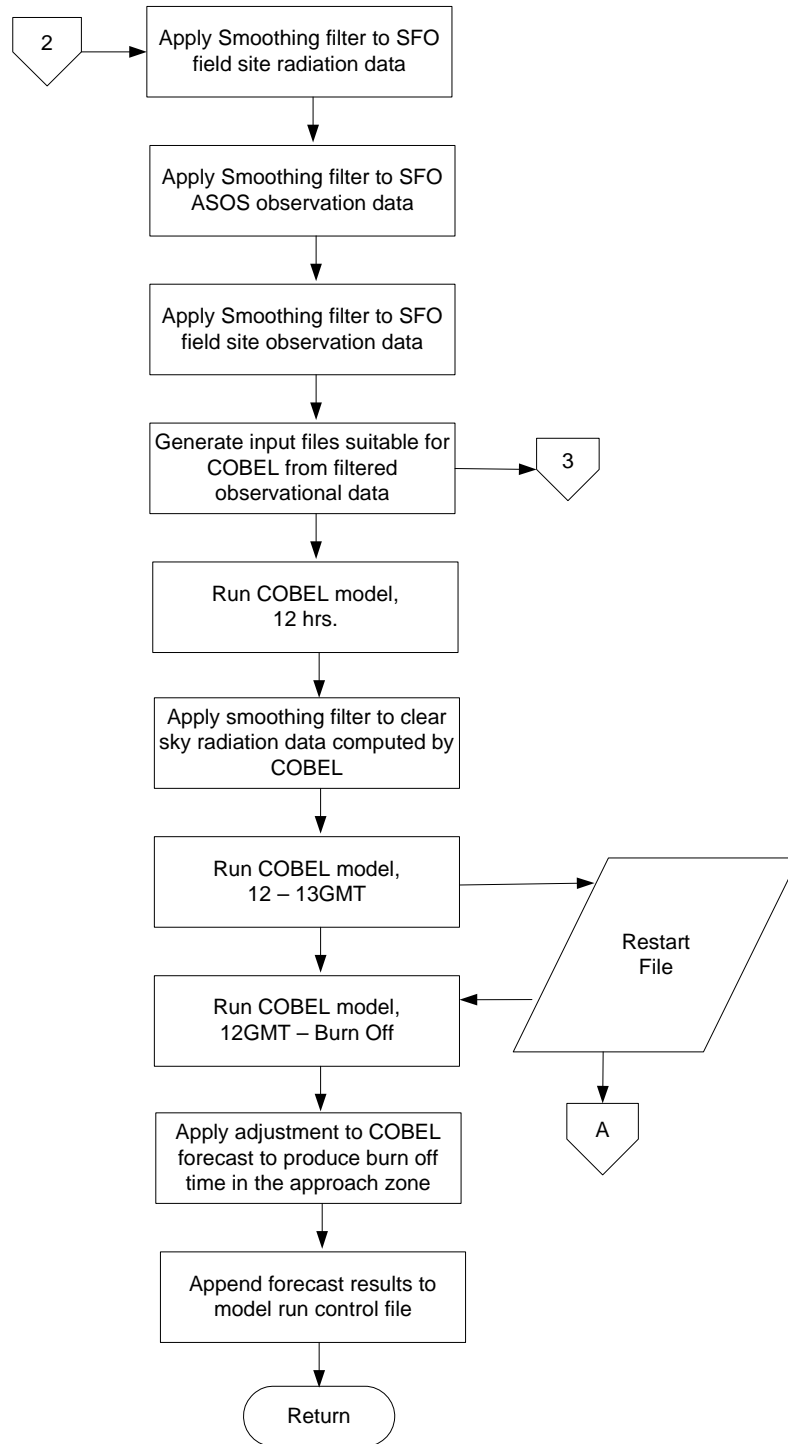 2
Apply Smoothing filter to SFO
field site radiation data
Apply Smoothing filter to SFO
ASOS observation data
Apply Smoothing filter to SFO
field site observation data
Generate input files suitable for
COBEL from filtered
observational data
3
Run COBEL model,
12 hrs.
Apply smoothing filter to clear
sky radiation data computed by
COBEL
Run COBEL model,
12 – 13GMT
Restart
File
Run COBEL model,
12GMT – Burn Off
A
Apply adjustment to COBEL
forecast to produce burn off
time in the approach zone
Append forecast results to
model run control file
Return